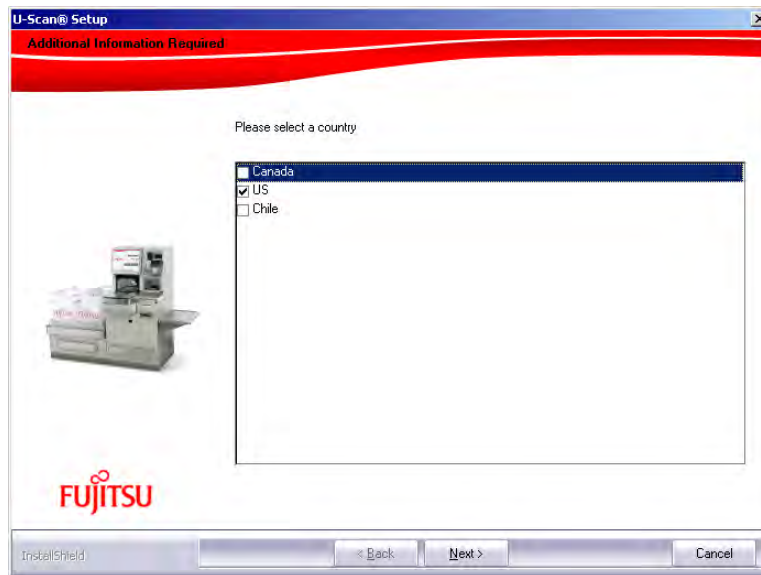 U-Scan® Setup
Additional Information Required
Please select a country
Canada
US
Chile
FUJITSU
InstallShield
< Back
Next >
Cancel